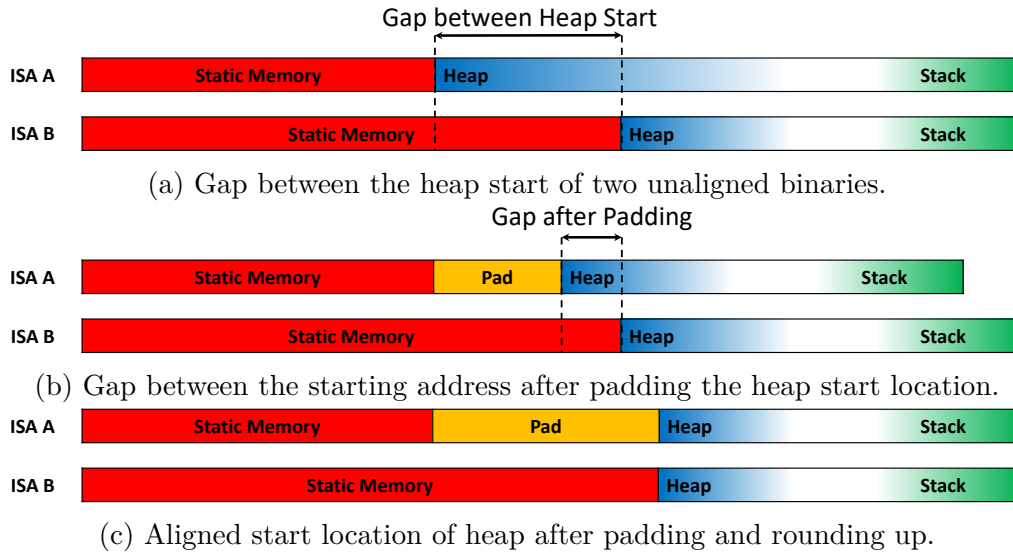 Gap between Heap Start
ISA A Static Memory Heap Stack
ISA B Static Memory Heap Stack
(a) Gap between the heap start of two unaligned binaries.
Gap after Padding
ISA A Static Memory Pad Heap Stack
ISA B Static Memory Heap Stack
(b) Gap between the starting address after padding the heap start location.
ISA A Static Memory Pad Heap Stack
ISA B Static Memory Heap Stack
(c) Aligned start location of heap after padding and rounding up.